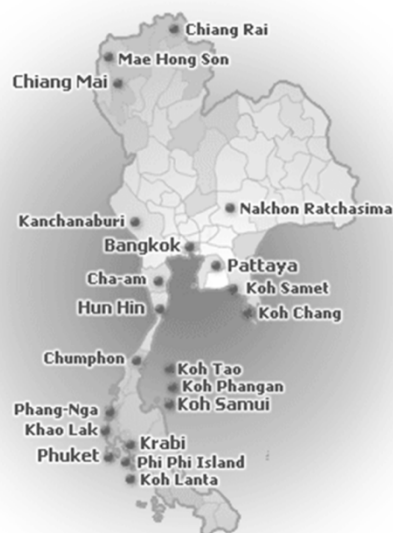 Chiang Rai
Mae Hong Son
Chiang Mai
Nakhon Ratchasima
Kanchanaburi
Bangkok
Pattaya
Cha-am
Koh Samet
Hun Hin
Koh Chang
Chumphon
Koh Tao
Koh Phangan
Koh Samui
Phang-Nga
Khao Lak
Krabi
Phuket
Phi Phi Island
Koh Lanta